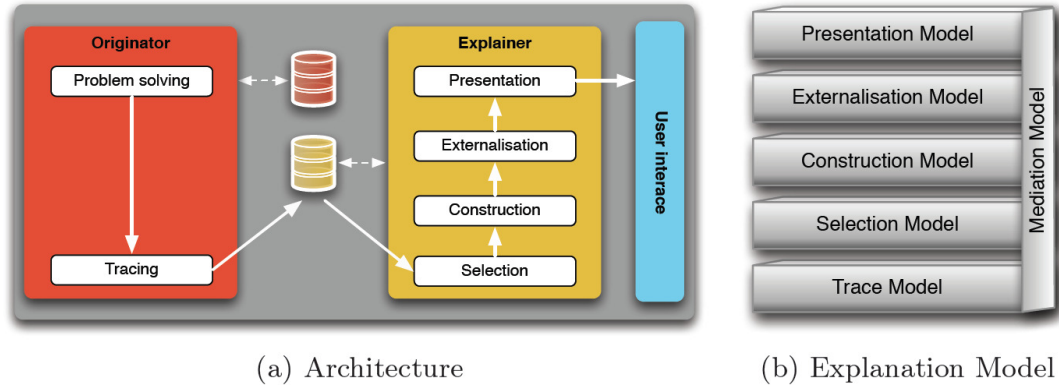 Originator
Problem solving
Tracing
Explainer
Presentation
Externalisation
Construction
Selection
User interace
(a) Architecture
Presentation Model
Externalisation Model
Construction Model
Selection Model
Trace Model
Mediation Model
(b) Explanation Model